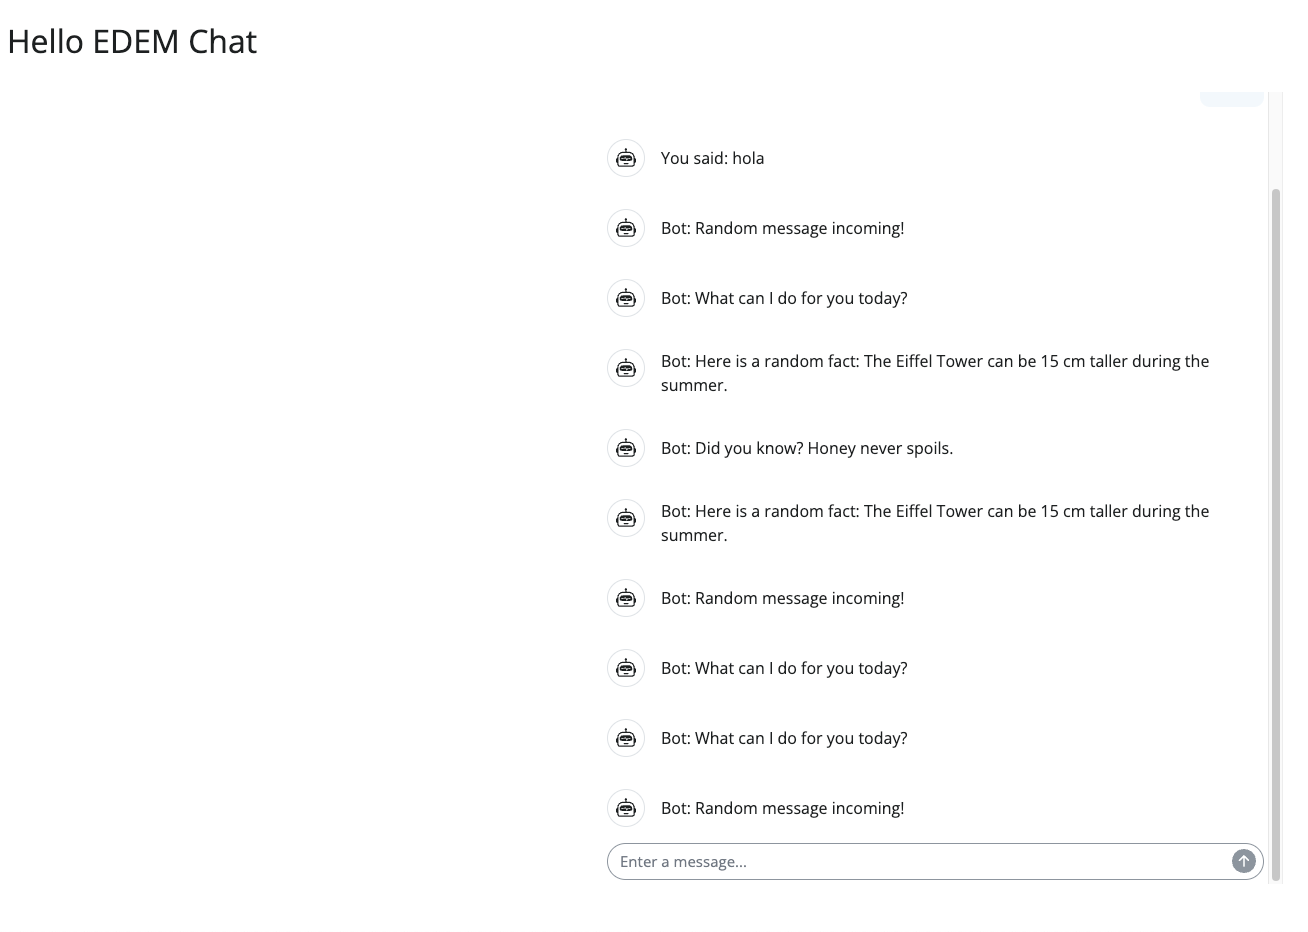 Hello EDEM Chat
You said: hola
Bot: Random message incoming!
Bot: What can I do for you today?
Bot: Here is a random fact: The Eiffel Tower can be 15 cm taller during the
summer.
Bot: Did you know? Honey never spoils.
Bot: Here is a random fact: The Eiffel Tower can be 15 cm taller during the
summer.
Bot: Random message incoming!
Bot: What can I do for you today?
Bot: What can I do for you today?
Bot: Random message incoming!
Enter a message...